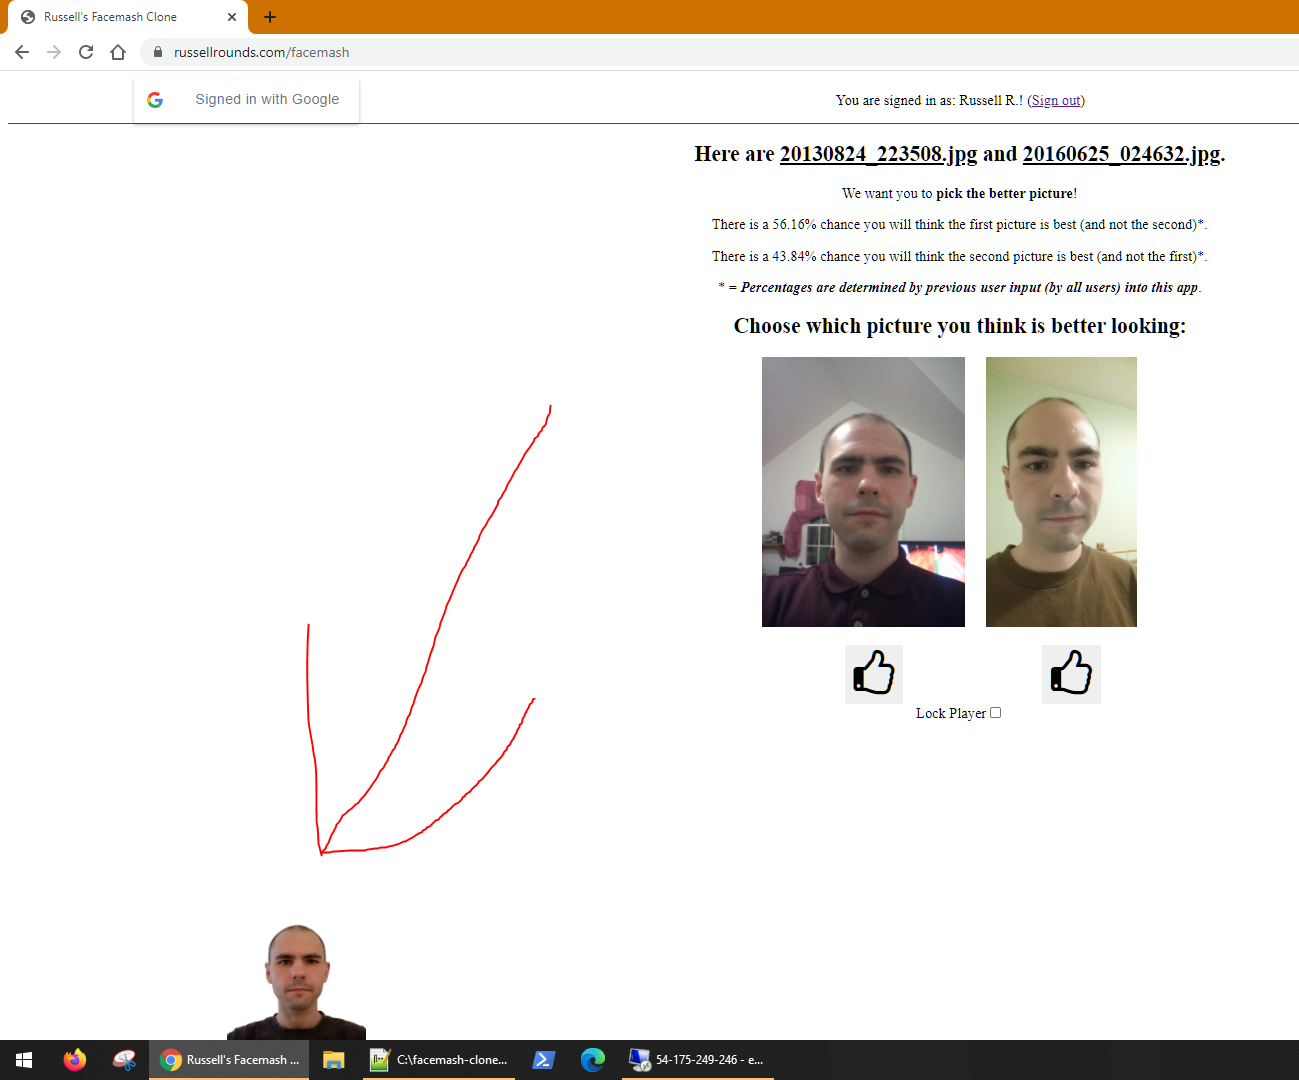 Russell's Facemash Clone
russellrounds.com/facemash
Signed in with Google
You are signed in as: Russell R.! (Sign out)
Here are 20130824_223508.jpg and 20160625_024632.jpg.
We want you to pick the better picture!
There is a 56.16% chance you will think the first picture is best (and not the second)*.
There is a 43.84% chance you will think the second picture is best (and not the first)*.
* = Percentages are determined by previous user input (by all users) into this app.
Choose which picture you think is better looking:
Lock Player
Russell's Facemash ...
C:\facemash-clone...
54-175-249-246 - e...